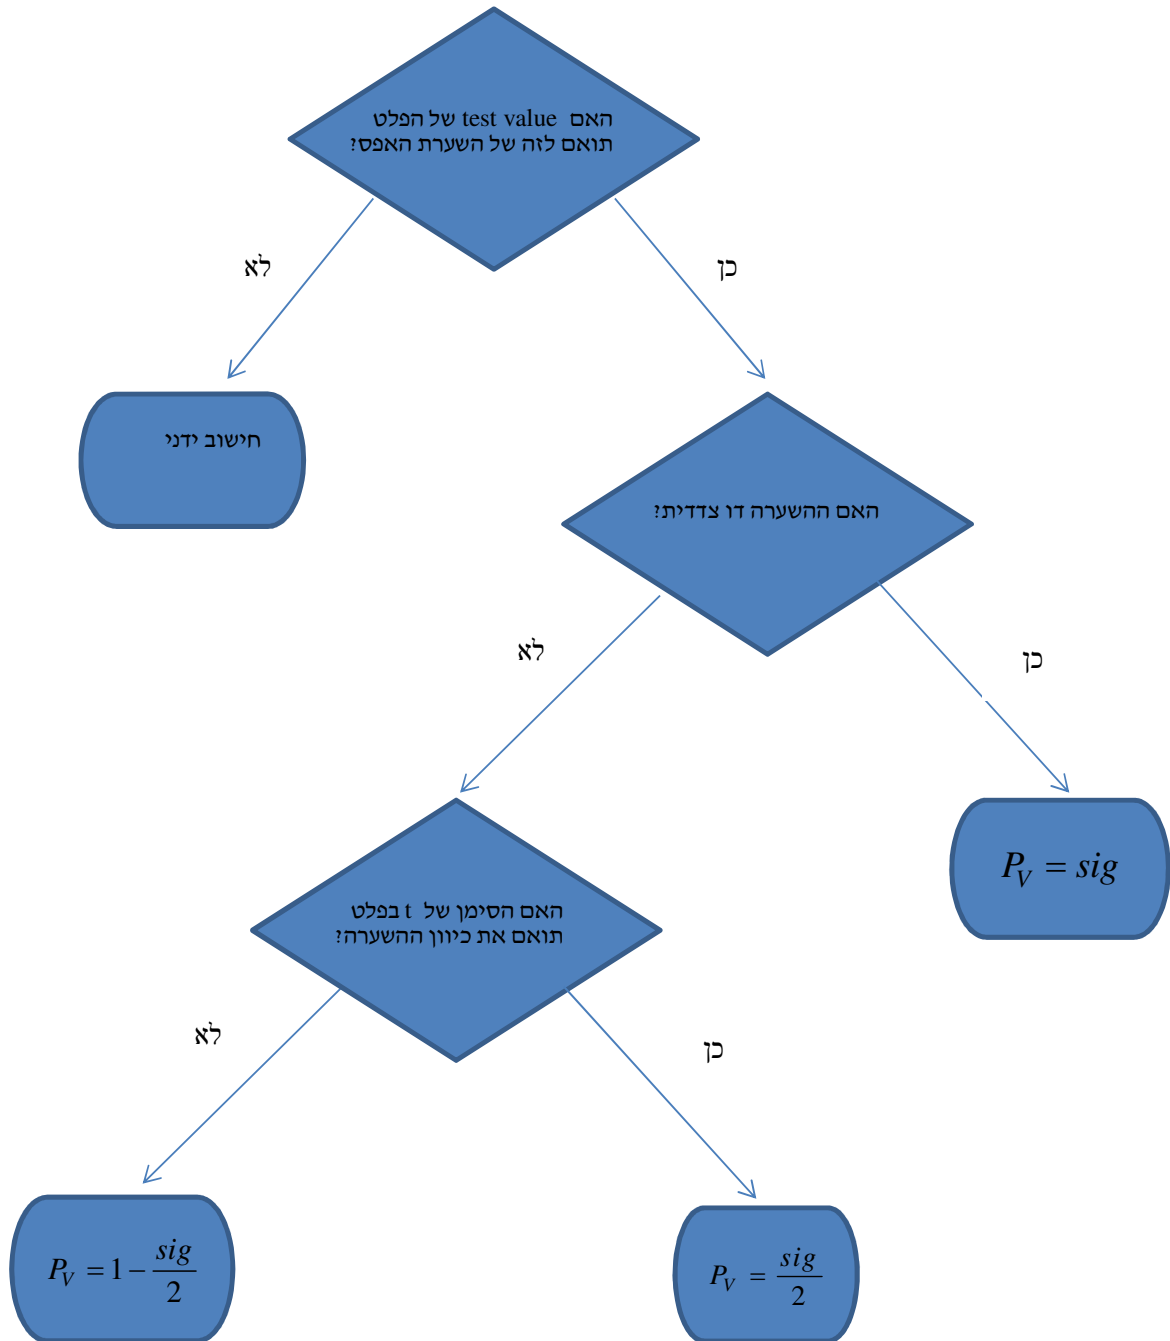 האם test value של הפלט
תואם לזה של השערת האפס?
לא
כן
חישוב ידני
האם ההשערה דו צדדית?
לא
כן
P_V = sig
האם הסימן של t בפלט
תואם את כיוון ההשערה?
לא
כן
P_V = 1 - sig/2
P_V = sig/2